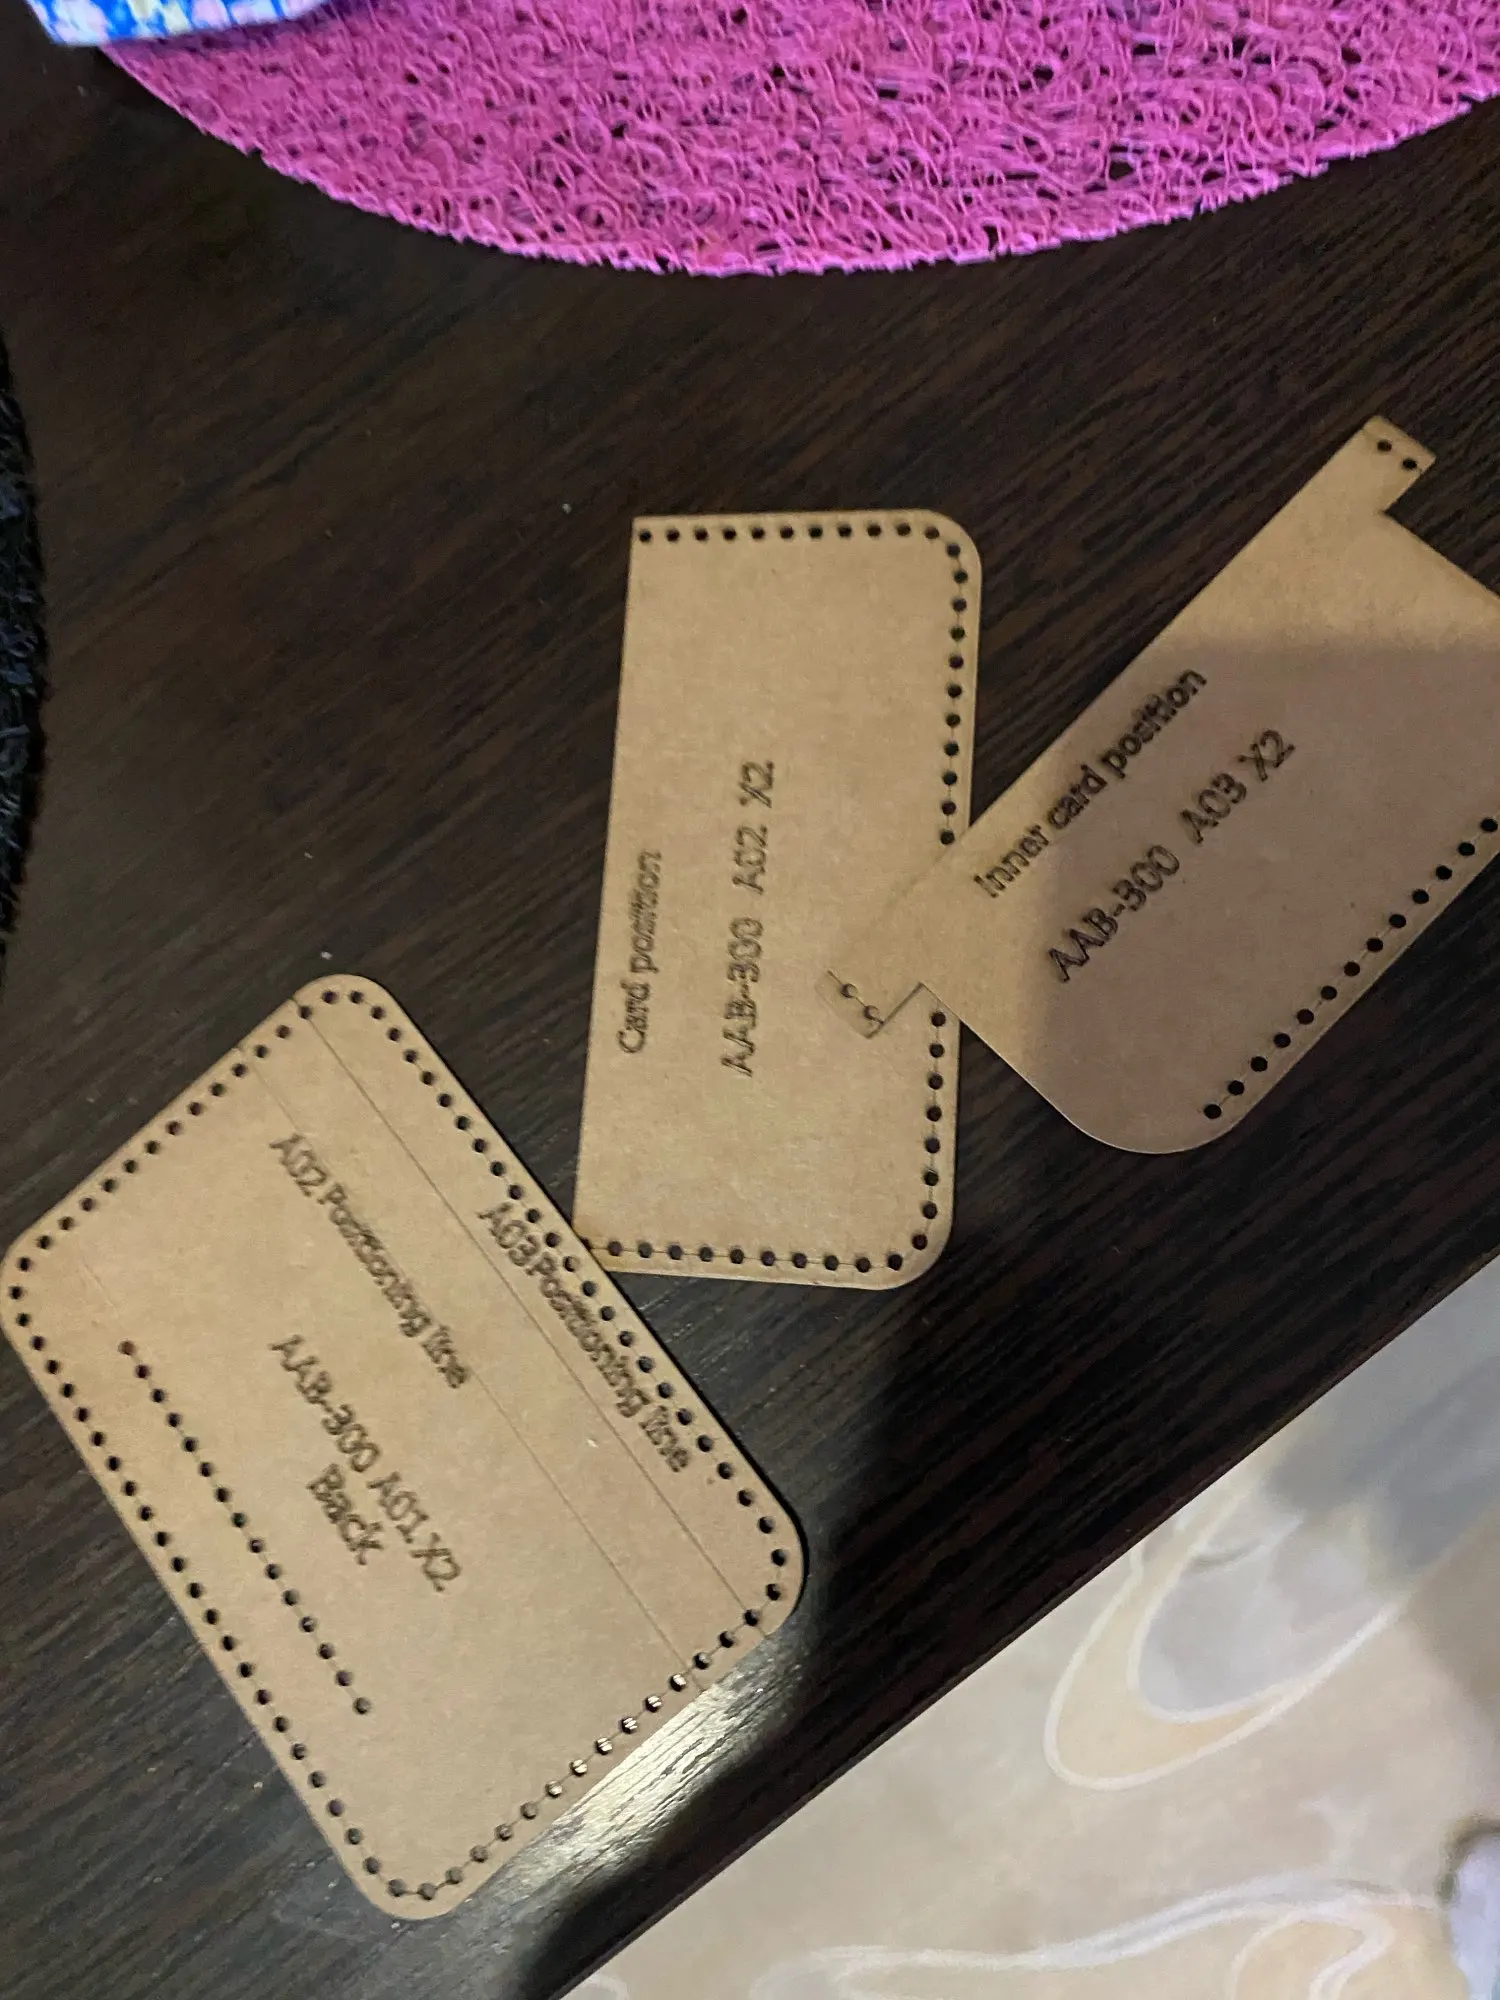 Card position
AAB-300 A02 X2
Inner card position
AAB-300 A03 X2
A03 Positioning line
A02 Positioning line
AAB-300 A01 X2
Back